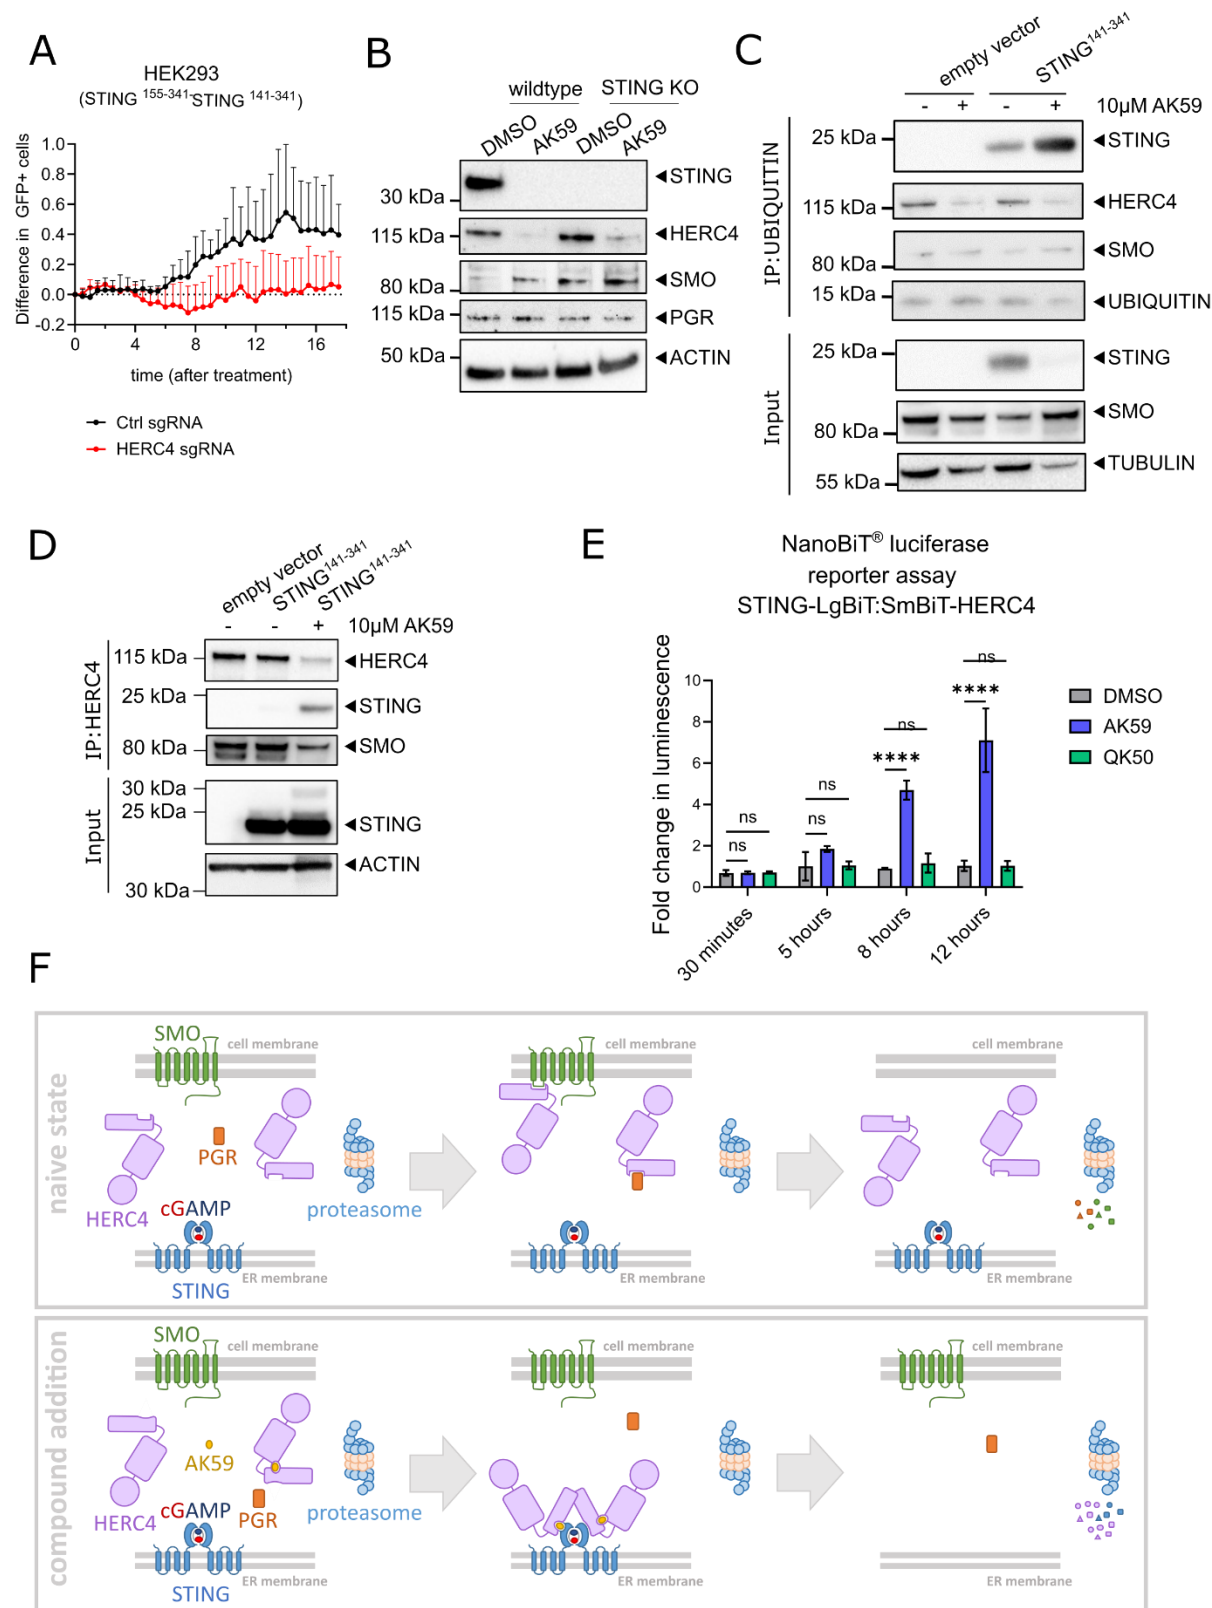 A
HEK293
(STING 155-341-STING 141-341)
Difference in GFP+ cells
1.0
0.8
0.6
0.4
0.2
0.0
-0.2
0 4 8 12 16
time (after treatment)
Ctrl sgRNA
HERC4 sgRNA
B
wildtype STING KO
DMSO AK59 DMSO AK59
30 kDa STING
115 kDa HERC4
80 kDa SMO
115 kDa PGR
50 kDa ACTIN
C
empty vector STING141-341
- + - + 10µM AK59
IP:UBIQUITIN
25 kDa STING
115 kDa HERC4
80 kDa SMO
15 kDa UBIQUITIN
Input
25 kDa STING
80 kDa SMO
55 kDa TUBULIN
D
empty vector STING141-341 STING141-341
- - + 10µM AK59
IP:HERC4
115 kDa HERC4
25 kDa STING
80 kDa SMO
Input
30 kDa
25 kDa STING
ACTIN
30 kDa
E
NanoBiT® luciferase
reporter assay
STING-LgBiT:SmBiT-HERC4
Fold change in luminescence
10
8
6
4
2
0
ns
ns
ns
ns
ns
****
ns
****
30 minutes 5 hours 8 hours 12 hours
DMSO
AK59
QK50
F
naive state
SMO cell membrane cell membrane cell membrane
PGR
HERC4 cGAMP proteasome
ER membrane ER membrane ER membrane
STING
compound addition
SMO cell membrane cell membrane cell membrane
AK59
HERC4 cGAMP PGR proteasome
ER membrane ER membrane ER membrane
STING